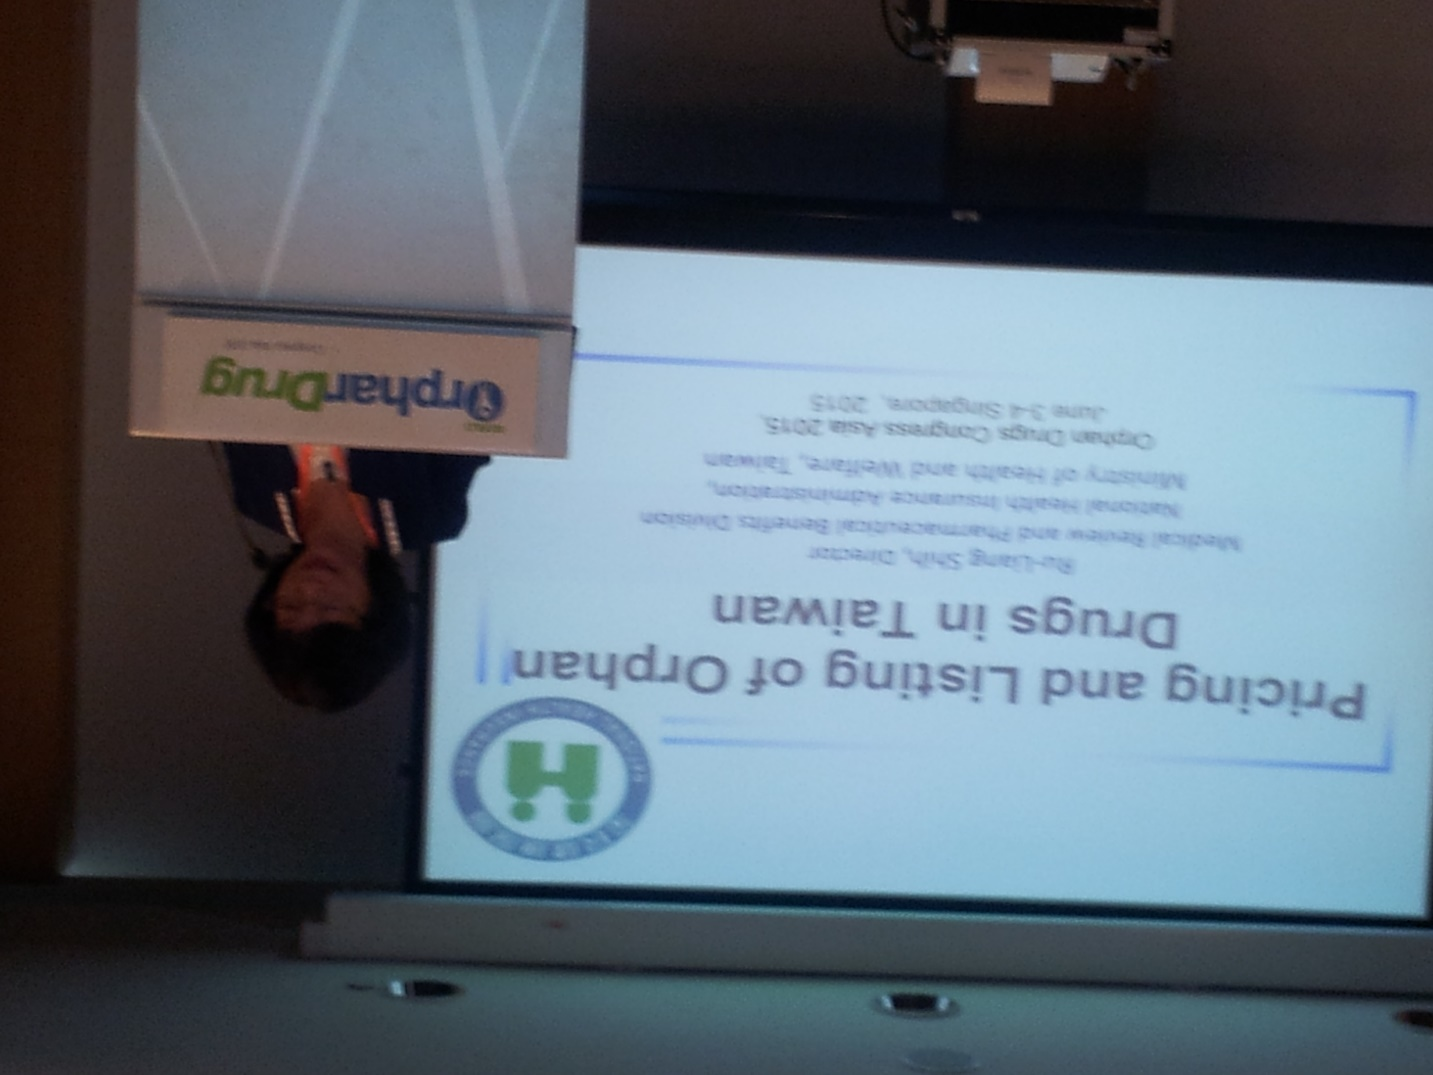 Pricing and Listing of Orphan
Drugs in Taiwan
Ru-Liang Shih, Director
Medical Review and Pharmaceutical Benefits Division
National Health Insurance Administration,
Ministry of Health and Welfare, Taiwan
Orphan Drugs Congress Asia 2015,
June 3-4 Singapore, 2015
WORLD
OrphanDrug